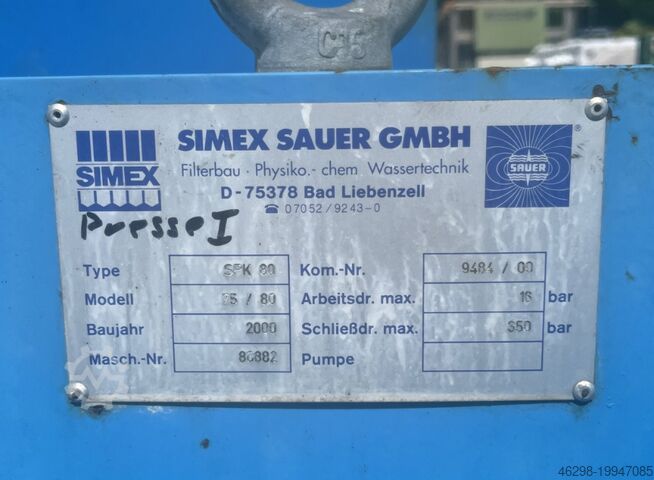 C15
SIMEX
SIMEX SAUER GMBH
Filterbau · Physiko.- chem Wassertechnik
D-75378 Bad Liebenzell
☎ 07052/9243-0
SAUER
®
Presse I
Type SFK 80 Kom.-Nr. 9484 / 00
Modell 25 / 80 Arbeitsdr. max. 16 bar
Baujahr 2000 Schließdr. max. 350 bar
Masch.-Nr. 80882 Pumpe
46298-19947085